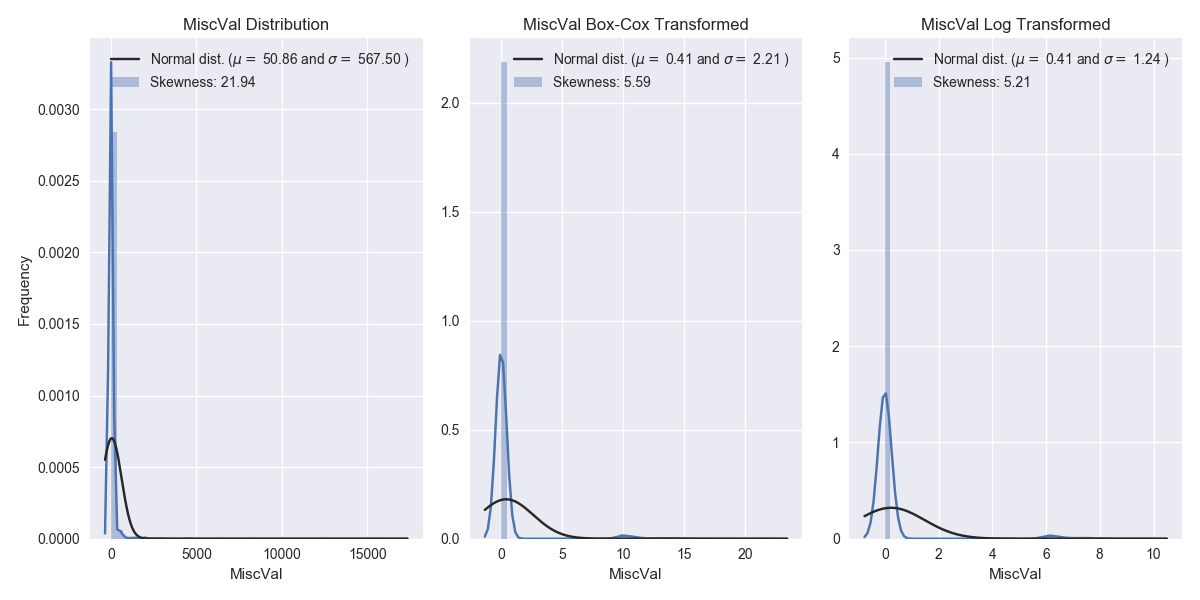 MiscVal Distribution
Normal dist. (μ = 50.86 and σ = 567.50 )
Skewness: 21.94
0.0030
0.0025
0.0020
0.0015
0.0010
0.0005
0.0000
Frequency
0 5000 10000 15000
MiscVal
MiscVal Box-Cox Transformed
Normal dist. (μ = 0.41 and σ = 2.21 )
Skewness: 5.59
2.0
1.5
1.0
0.5
0.0
0 5 10 15 20
MiscVal
MiscVal Log Transformed
Normal dist. (μ = 0.41 and σ = 1.24 )
Skewness: 5.21
5
4
3
2
1
0
0 2 4 6 8 10
MiscVal